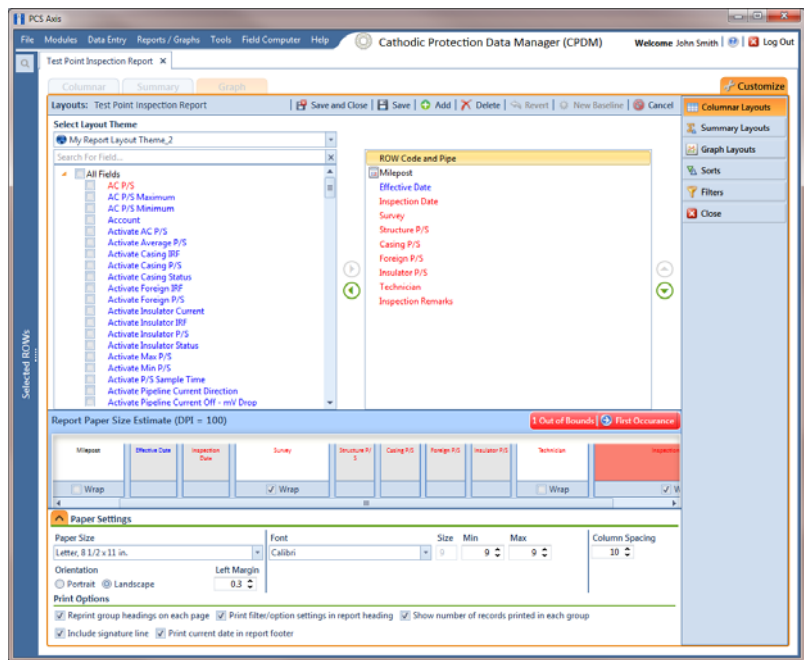 PCS Axis
File Modules Data Entry Reports / Graphs Tools Field Computer Help Cathodic Protection Data Manager (CPDM) Welcome John Smith Log Out
Test Point Inspection Report X
Columnar Summary Graph Customize
Layouts: Test Point Inspection Report Save and Close Save Add Delete Revert New Baseline Cancel
Columnar Layouts
Summary Layouts
Graph Layouts
Sorts
Filters
Close
Select Layout Theme
My Report Layout Theme_2
Search For Field...
All Fields
AC P/S
AC P/S Maximum
AC P/S Minimum
Account
Activate AC P/S
Activate Average P/S
Activate Casing IRF
Activate Casing P/S
Activate Casing Status
Activate Foreign IRF
Activate Foreign P/S
Activate Insulator Current
Activate Insulator IRF
Activate Insulator P/S
Activate Insulator Status
Activate Max P/S
Activate Min P/S
Activate P/S Sample Time
Activate Pipeline Current Direction
Activate Pipeline Current Off - mV Drop
ROW Code and Pipe
Milepost
Effective Date
Inspection Date
Survey
Structure P/S
Casing P/S
Foreign P/S
Insulator P/S
Technician
Inspection Remarks
Selected ROWs
Report Paper Size Estimate (DPI = 100) 1 Out of Bounds First Occurance
Milepost Effective Date Inspection Date Survey Structure P/S Casing P/S Foreign P/S Insulator P/S Technician Inspection
Wrap Wrap Wrap W
Paper Settings
Paper Size Font Size Min Max Column Spacing
Letter, 8 1/2 x 11 in. Calibri 9 9 9 10
Orientation Left Margin
Portrait Landscape 0.3
Print Options
Reprint group headings on each page Print filter/option settings in report heading Show number of records printed in each group
Include signature line Print current date in report footer